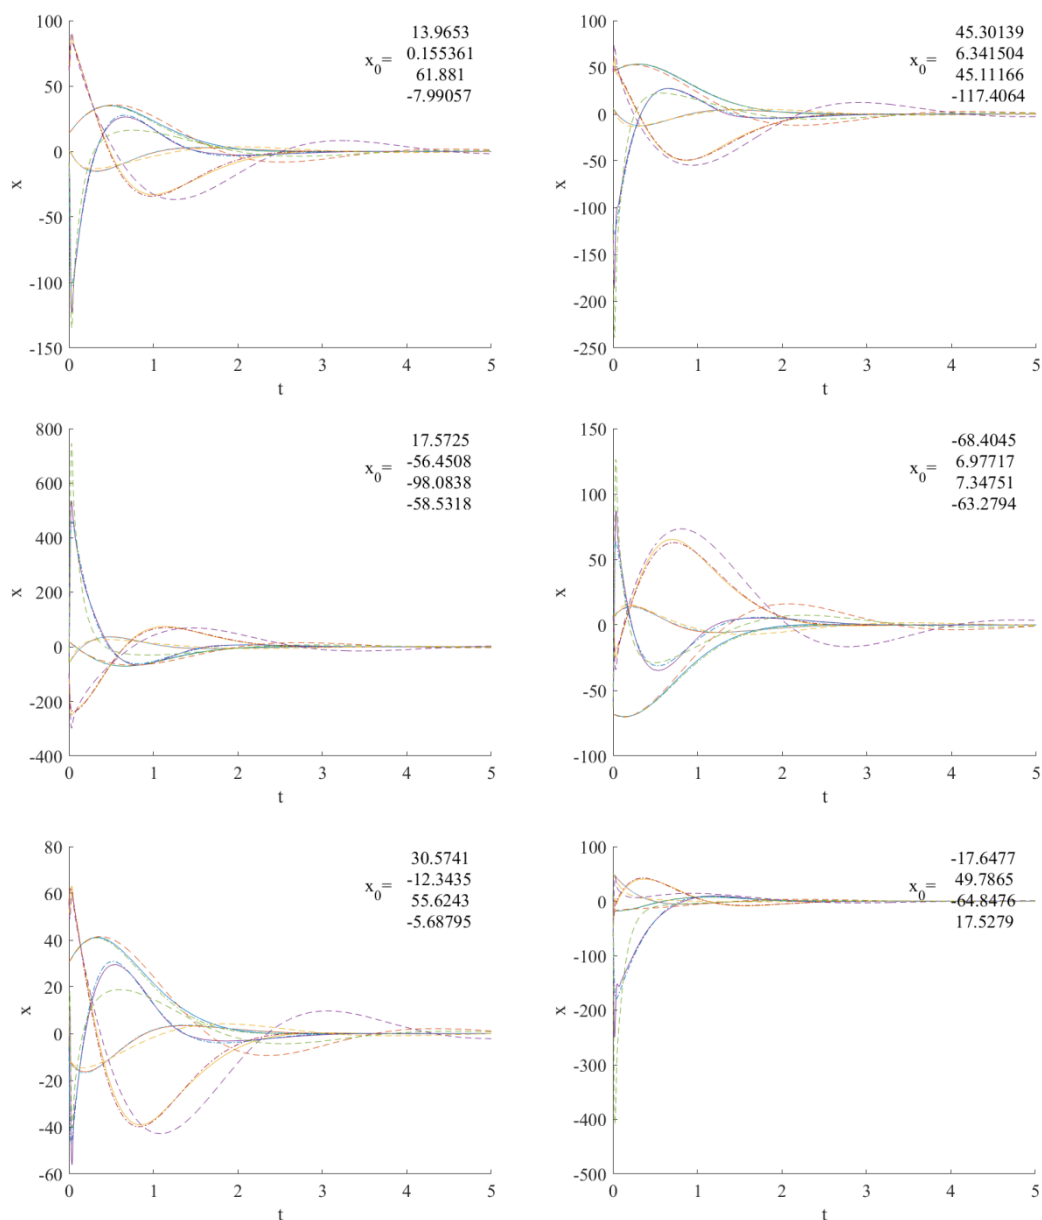 100
50
0
-50
-100
-150
x
0 1 2 3 4 5
t
x0=
13.9653
0.155361
61.881
-7.99057
100
50
0
-50
-100
-150
-200
-250
x
0 1 2 3 4 5
t
x0=
45.30139
6.341504
45.11166
-117.4064
800
600
400
200
0
-200
-400
x
0 1 2 3 4 5
t
x0=
17.5725
-56.4508
-98.0838
-58.5318
150
100
50
0
-50
-100
x
0 1 2 3 4 5
t
x0=
-68.4045
6.97717
7.34751
-63.2794
80
60
40
20
0
-20
-40
-60
x
0 1 2 3 4 5
t
x0=
30.5741
-12.3435
55.6243
-5.68795
100
0
-100
-200
-300
-400
-500
x
0 1 2 3 4 5
t
x0=
-17.6477
49.7865
-64.8476
17.5279